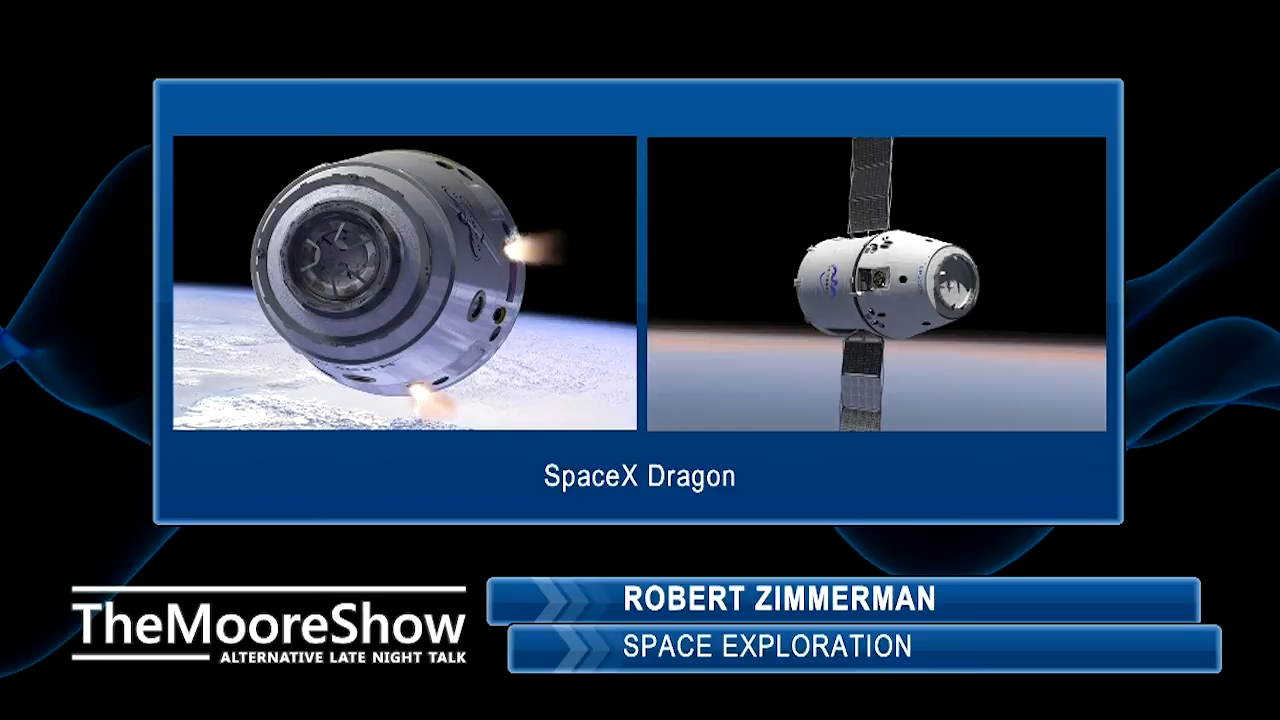 SpaceX Dragon
TheMooreShow
ALTERNATIVE LATE NIGHT TALK
ROBERT ZIMMERMAN
SPACE EXPLORATION